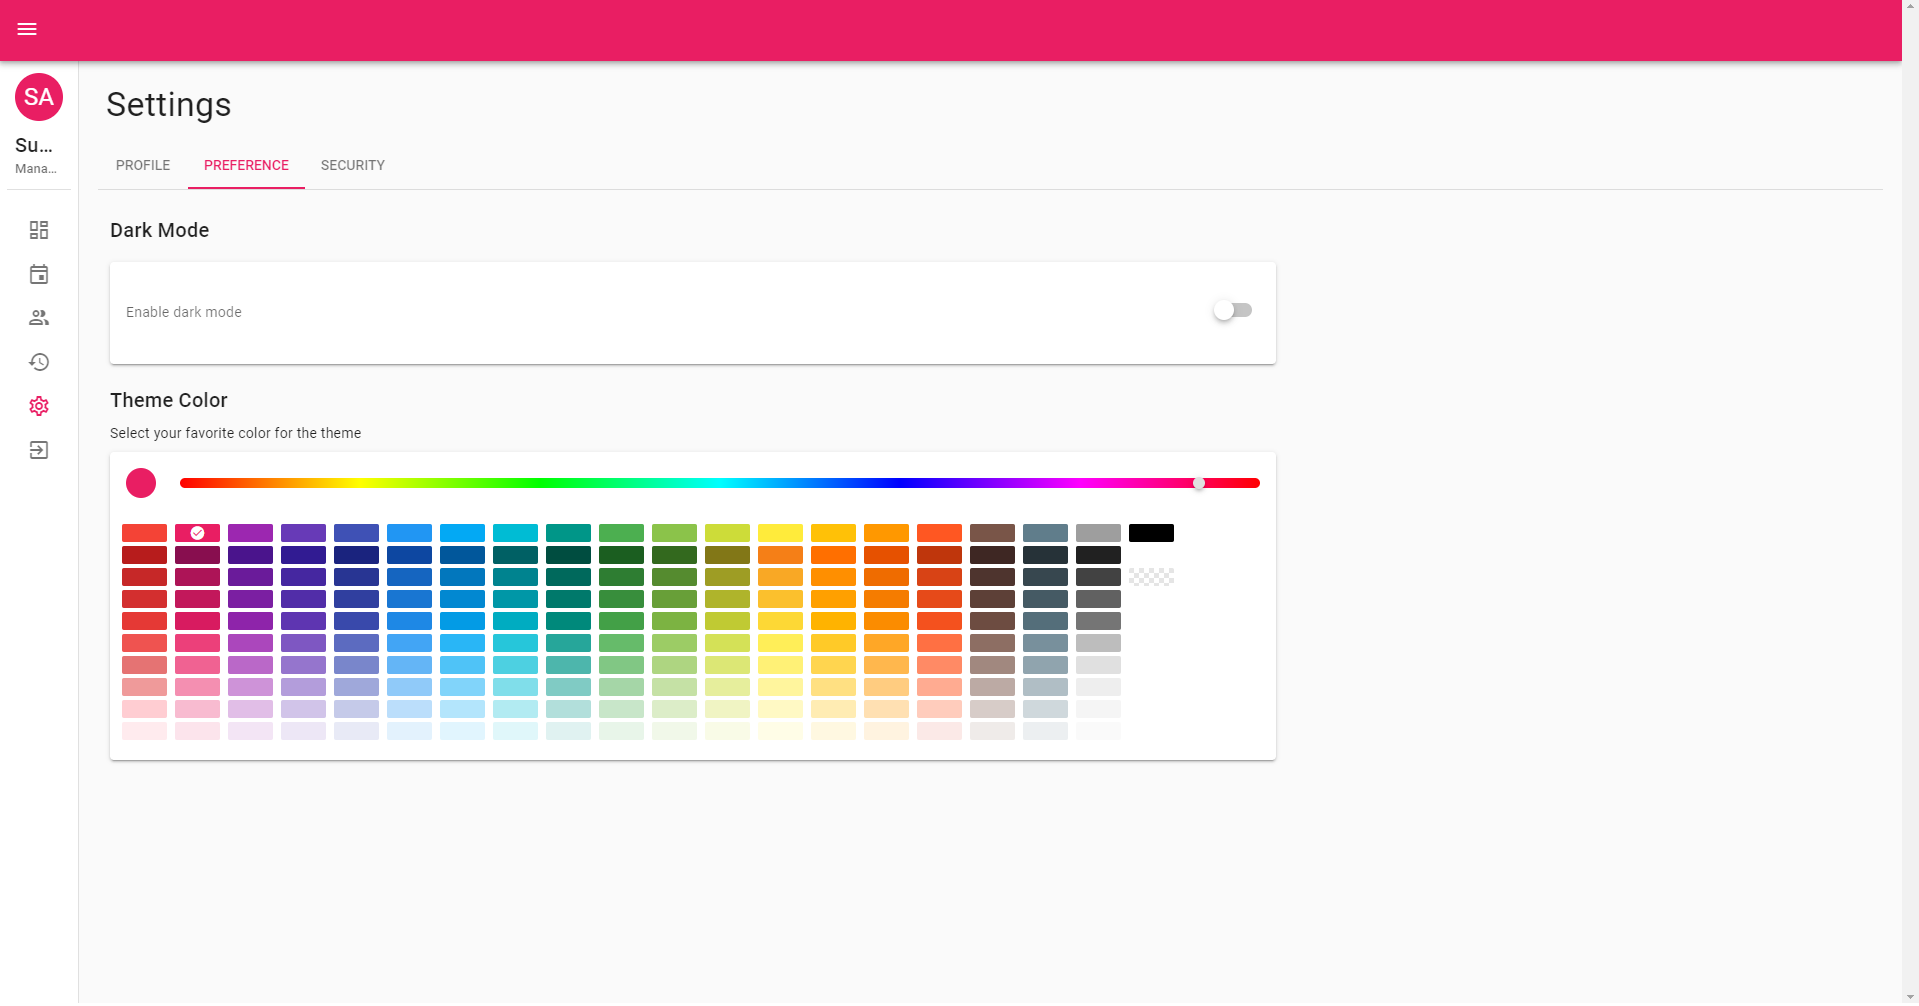 SA
Su...
Mana...
Settings
PROFILE
PREFERENCE
SECURITY
Dark Mode
Enable dark mode
Theme Color
Select your favorite color for the theme